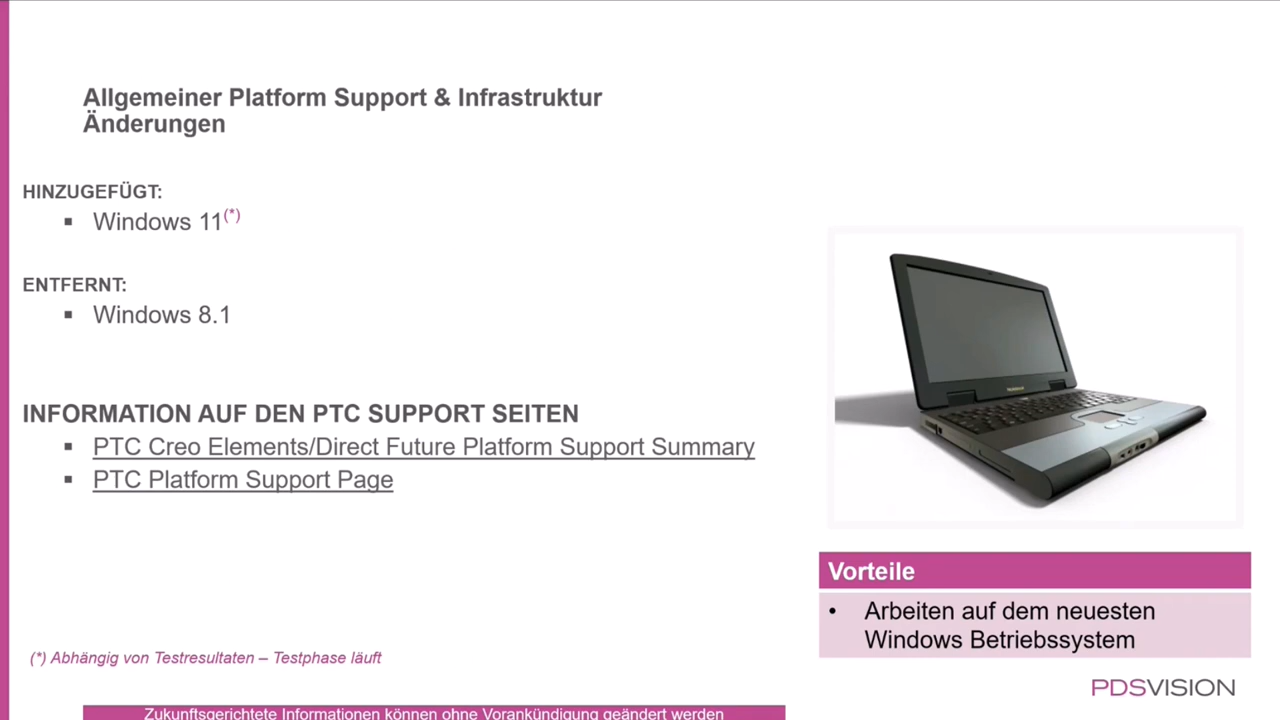 Allgemeiner Platform Support & Infrastruktur
Änderungen
HINZUGEFÜGT:
▪ Windows 11(*)
ENTFERNT:
▪ Windows 8.1
INFORMATION AUF DEN PTC SUPPORT SEITEN
▪ PTC Creo Elements/Direct Future Platform Support Summary
▪ PTC Platform Support Page
Vorteile
• Arbeiten auf dem neuesten
Windows Betriebssystem
(*) Abhängig von Testresultaten – Testphase läuft
PDSVISION
Zukunftsgerichtete Informationen können ohne Vorankündigung geändert werden